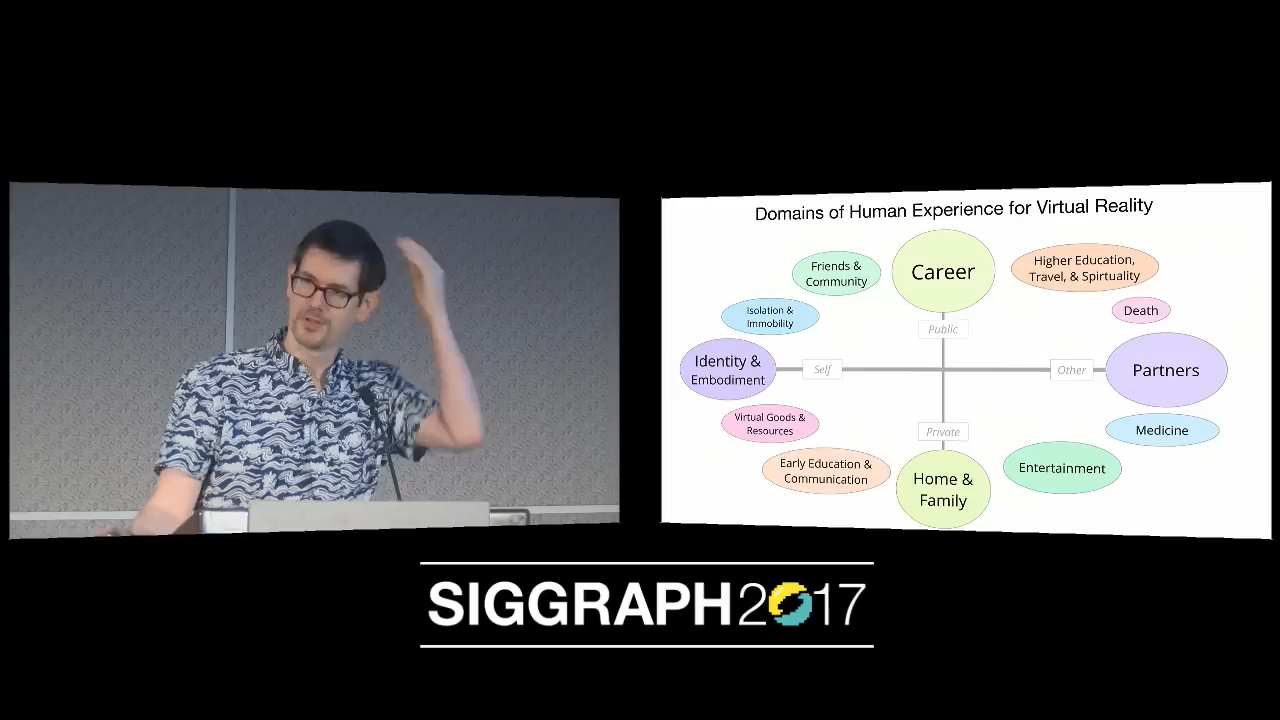 Domains of Human Experience for Virtual Reality
Career
Friends &
Community
Higher Education,
Travel, & Spirtuality
Isolation &
Immobility
Death
Public
Identity &
Embodiment
Self
Other
Partners
Virtual Goods &
Resources
Private
Medicine
Early Education &
Communication
Home &
Family
Entertainment
SIGGRAPH2017